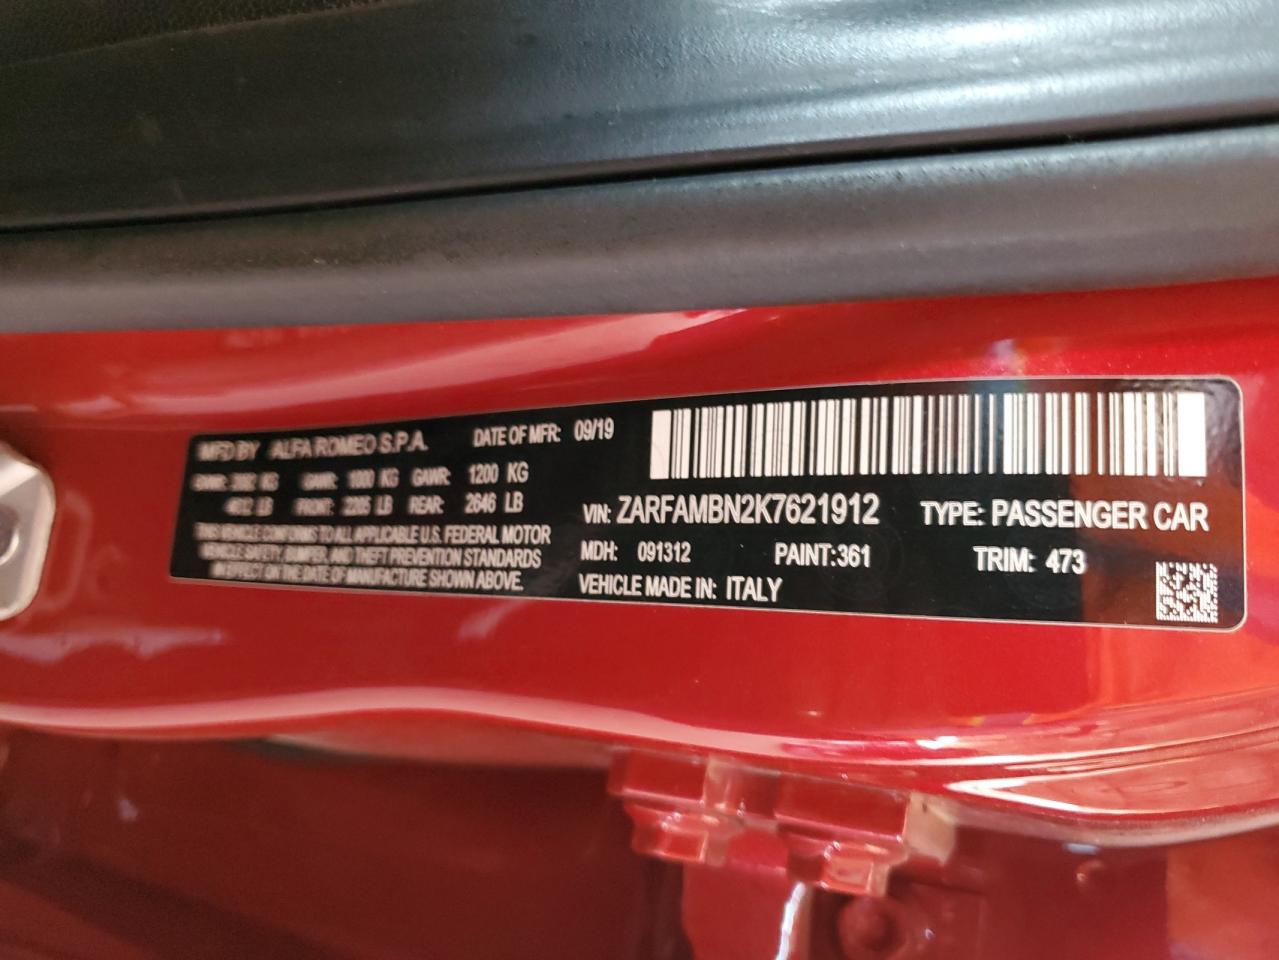 MFD BY ALFA ROMEO S.P.A. DATE OF MFR: 09/19
KG GAWR: 1000 KG GAWR: 1200 KG
LB FRONT: 2205 LB REAR: 2646 LB
THIS VEHICLE CONFORMS TO ALL APPLICABLE U.S. FEDERAL MOTOR
VEHICLE SAFETY, BUMPER, AND THEFT PREVENTION STANDARDS
IN EFFECT ON THE DATE OF MANUFACTURE SHOWN ABOVE.
VIN: ZARFAMBN2K7621912 TYPE: PASSENGER CAR
MDH: 091312 PAINT:361 TRIM: 473
VEHICLE MADE IN: ITALY